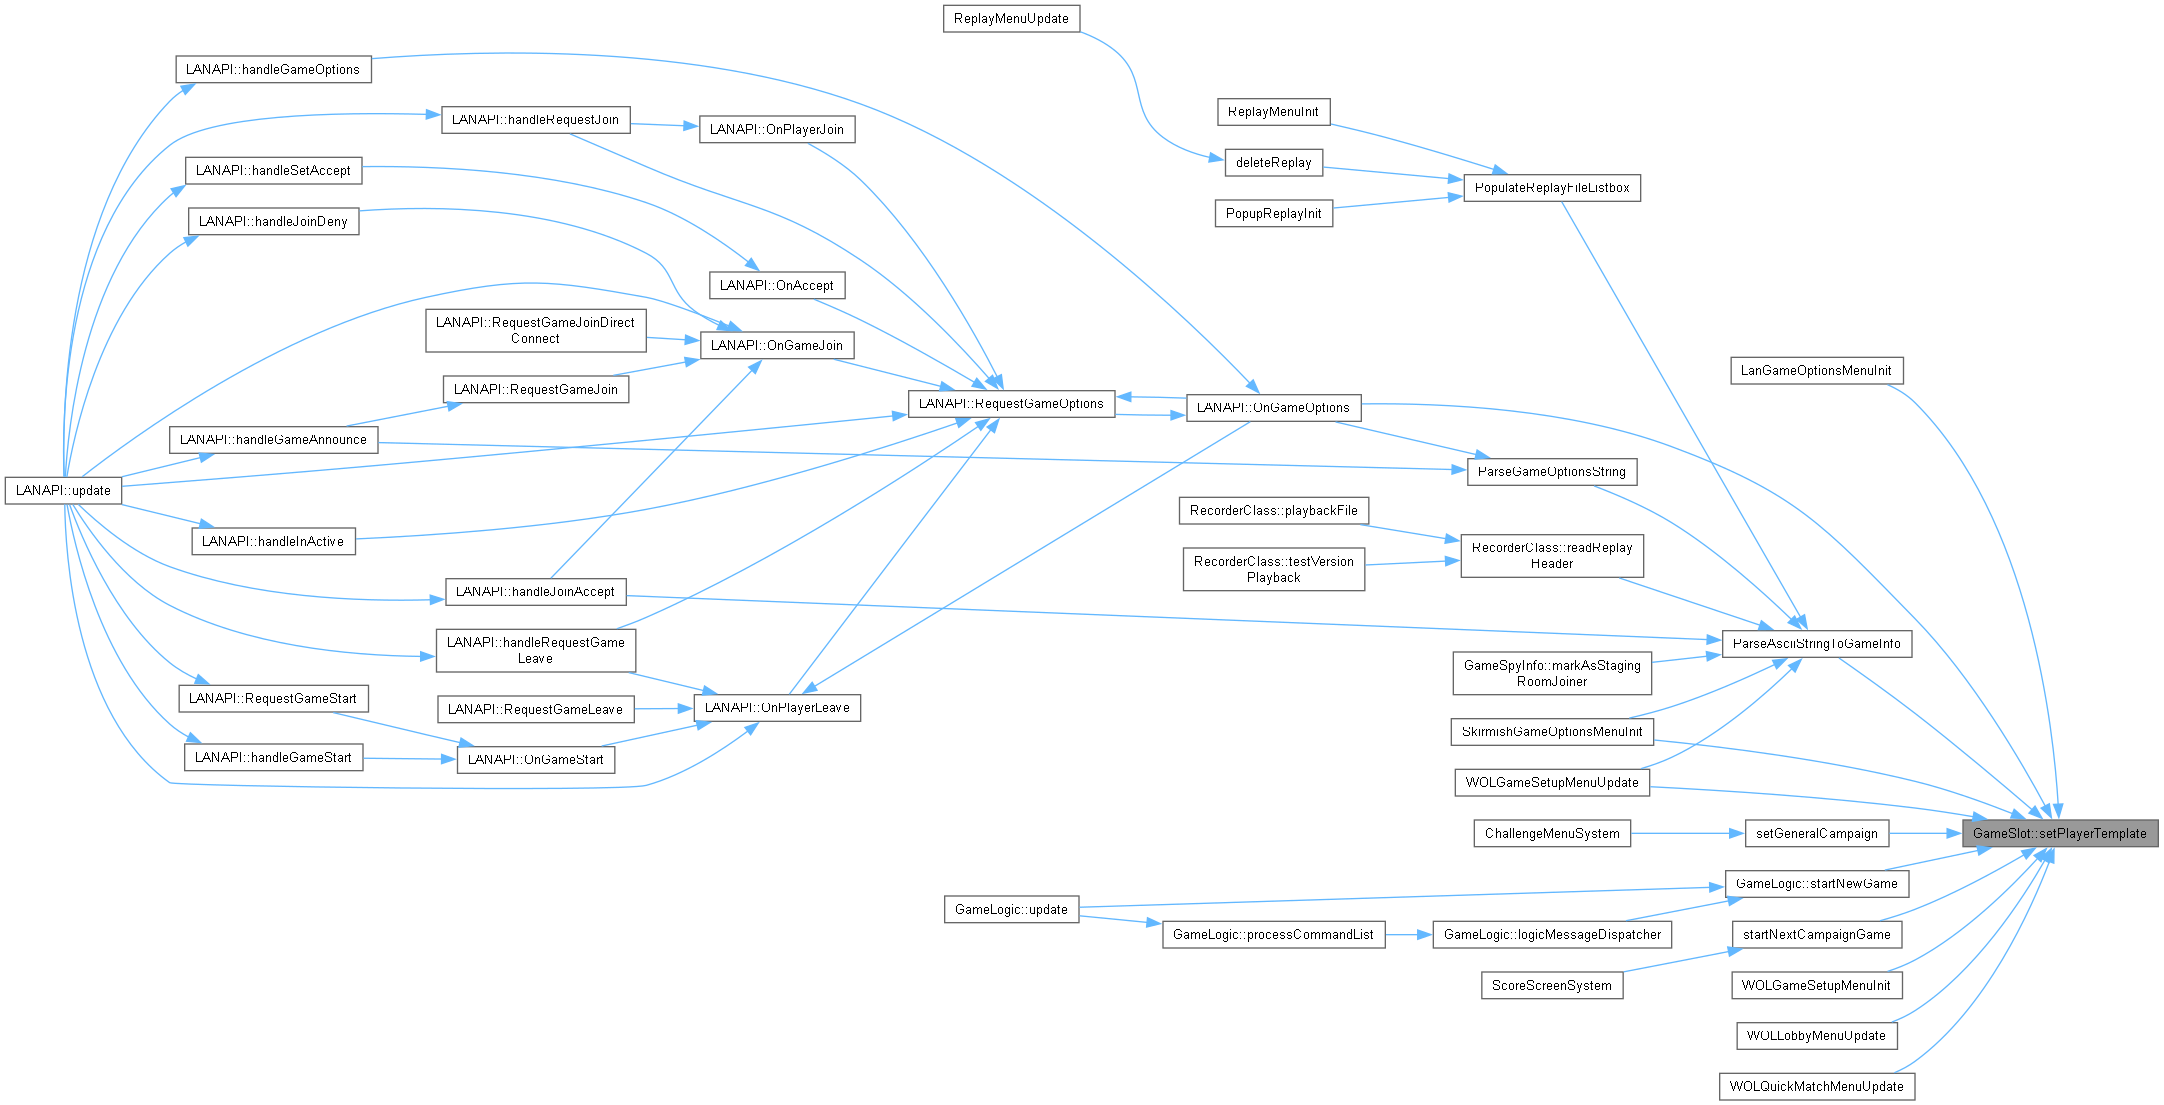 ReplayMenuUpdate
LANAPI::handleGameOptions
ReplayMenuInit
LANAPI::handleRequestJoin
LANAPI::OnPlayerJoin
deleteReplay
LANAPI::handleSetAccept
PopulateReplayFileListbox
PopupReplayInit
LANAPI::handleJoinDeny
LANAPI::OnAccept
LANAPI::RequestGameJoinDirect
Connect
LANAPI::OnGameJoin
LanGameOptionsMenuInit
LANAPI::RequestGameJoin
LANAPI::RequestGameOptions
LANAPI::OnGameOptions
LANAPI::handleGameAnnounce
ParseGameOptionsString
LANAPI::update
RecorderClass::playbackFile
LANAPI::handleInActive
RecorderClass::readReplay
Header
RecorderClass::testVersion
Playback
LANAPI::handleJoinAccept
ParseAsciiStringToGameInfo
LANAPI::handleRequestGame
Leave
GameSpyInfo::markAsStaging
RoomJoiner
LANAPI::RequestGameStart
LANAPI::RequestGameLeave
LANAPI::OnPlayerLeave
SkirmishGameOptionsMenuInit
LANAPI::handleGameStart
LANAPI::OnGameStart
WOLGameSetupMenuUpdate
ChallengeMenuSystem
setGeneralCampaign
GameSlot::setPlayerTemplate
GameLogic::startNewGame
GameLogic::update
GameLogic::processCommandList
GameLogic::logicMessageDispatcher
startNextCampaignGame
ScoreScreenSystem
WOLGameSetupMenuInit
WOLLobbyMenuUpdate
WOLQuickMatchMenuUpdate